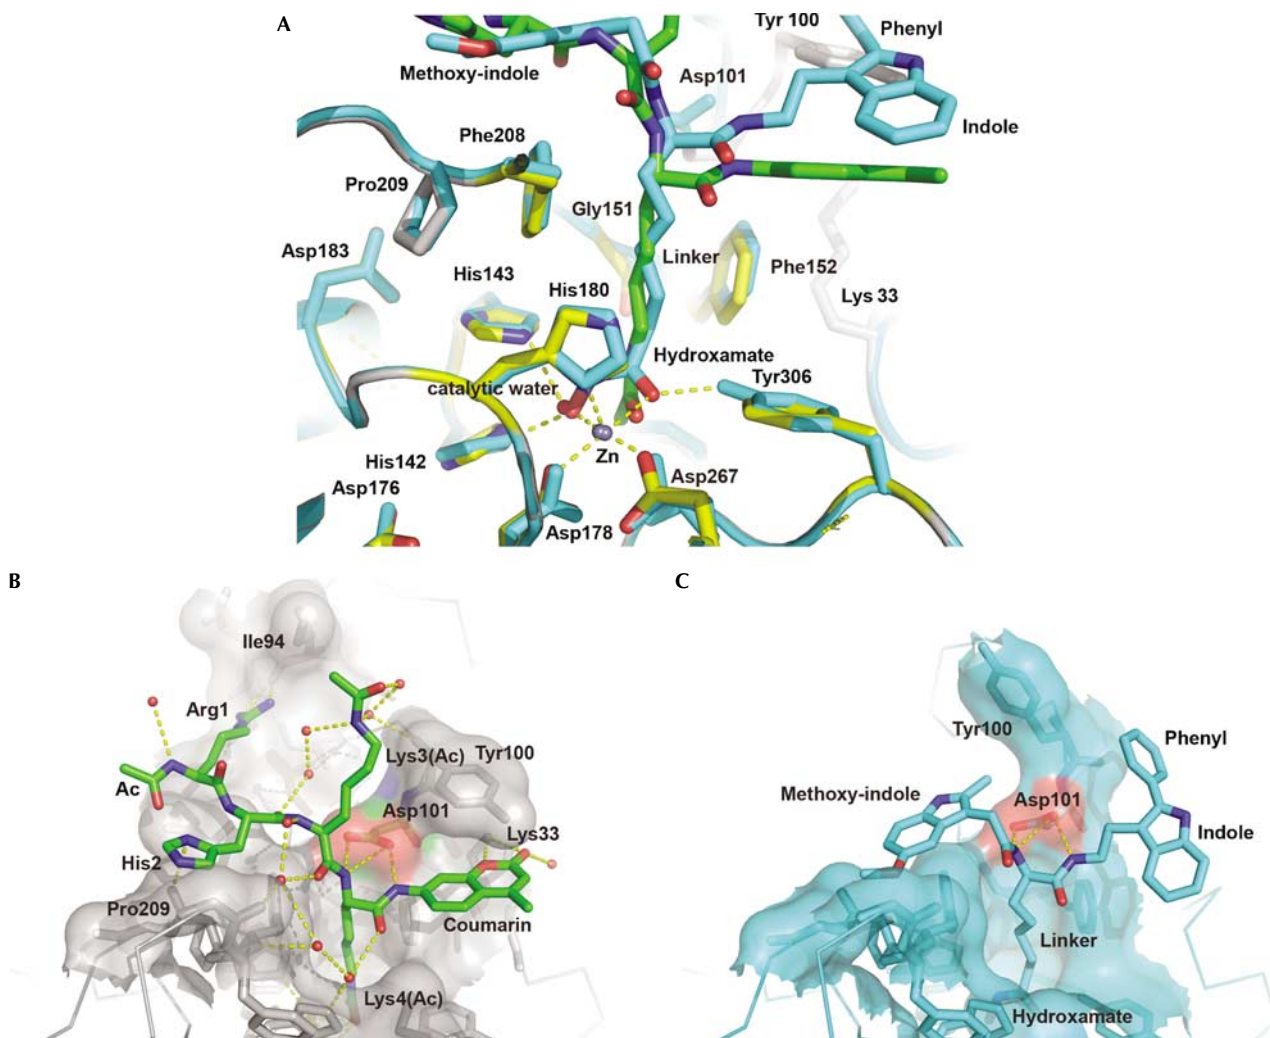 A
Tyr 100
Phenyl
Methoxy-indole
Asp101
Indole
Phe208
Pro209
Gly151
Asp183
Linker
His143
His180
Phe152
Lys 33
Hydroxamate
catalytic water
Tyr306
His142
Zn
Asp176
Asp267
Asp178
B
Ile94
Arg1
Lys3(Ac)
Tyr100
Ac
Asp101
Lys33
His2
Pro209
Coumarin
Lys4(Ac)
C
Tyr100
Phenyl
Methoxy-indole
Asp101
Indole
Linker
Hydroxamate